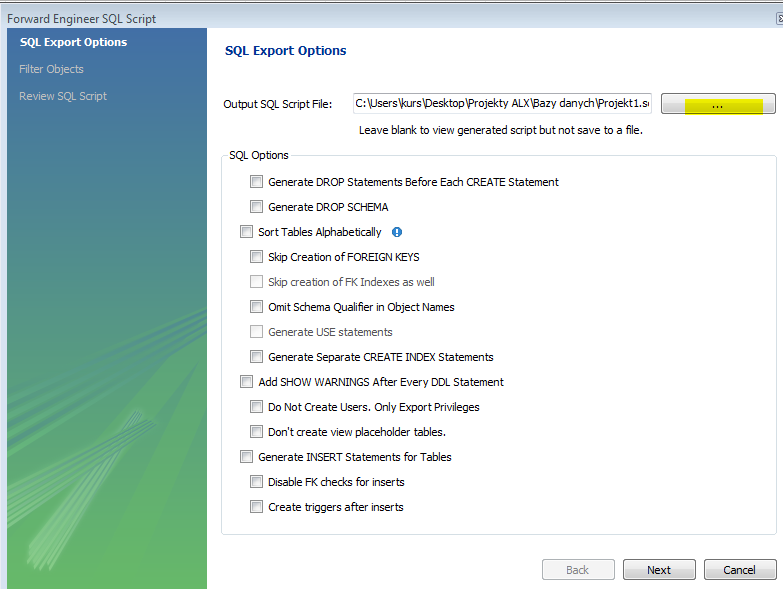 Forward Engineer SQL Script
SQL Export Options
Filter Objects
Review SQL Script
SQL Export Options
Output SQL Script File: C:\Users\kurs\Desktop\Projekty ALX\Bazy danych\Projekt1.s ...
Leave blank to view generated script but not save to a file.
SQL Options
Generate DROP Statements Before Each CREATE Statement
Generate DROP SCHEMA
Sort Tables Alphabetically
Skip Creation of FOREIGN KEYS
Skip creation of FK Indexes as well
Omit Schema Qualifier in Object Names
Generate USE statements
Generate Separate CREATE INDEX Statements
Add SHOW WARNINGS After Every DDL Statement
Do Not Create Users. Only Export Privileges
Don't create view placeholder tables.
Generate INSERT Statements for Tables
Disable FK checks for inserts
Create triggers after inserts
Back Next Cancel